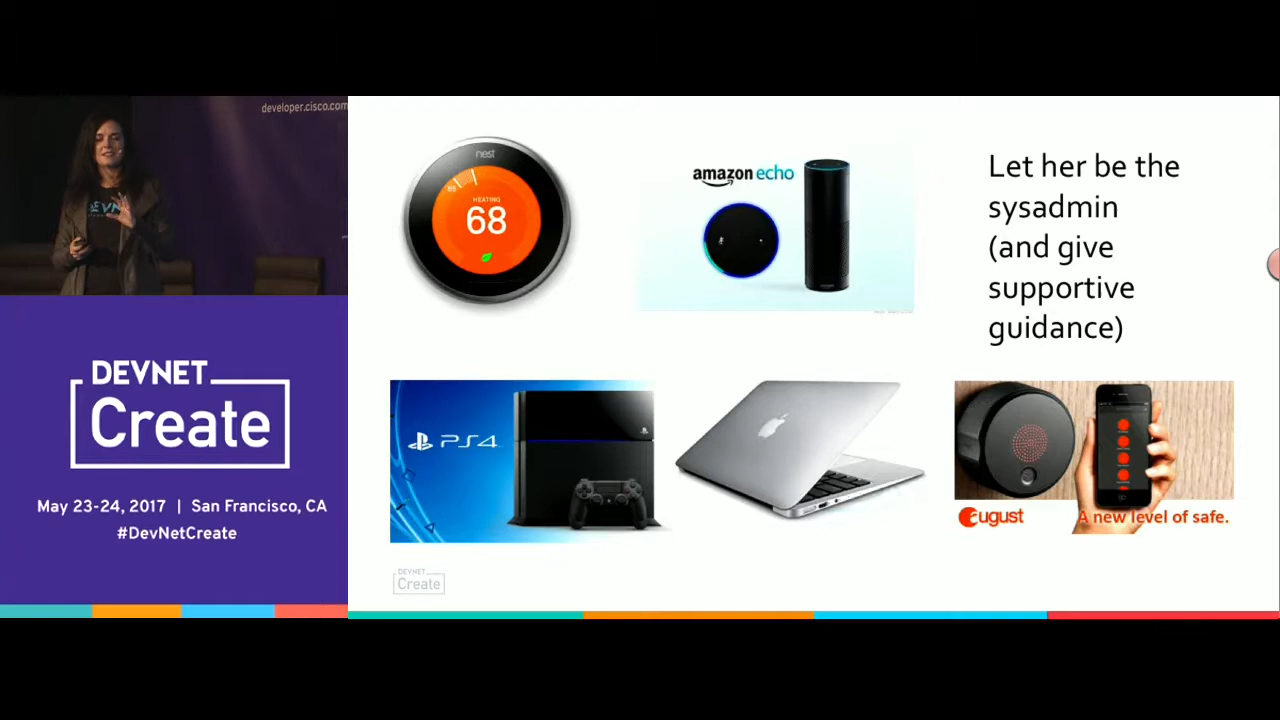 developer.cisco.com
DEVN
DEVNET
Create
May 23-24, 2017 | San Francisco, CA
#DevNetCreate
nest
HEATING
68
amazon echo
Let her be the
sysadmin
(and give
supportive
guidance)
PS4
august
A new level of safe.
DEVNET
Create